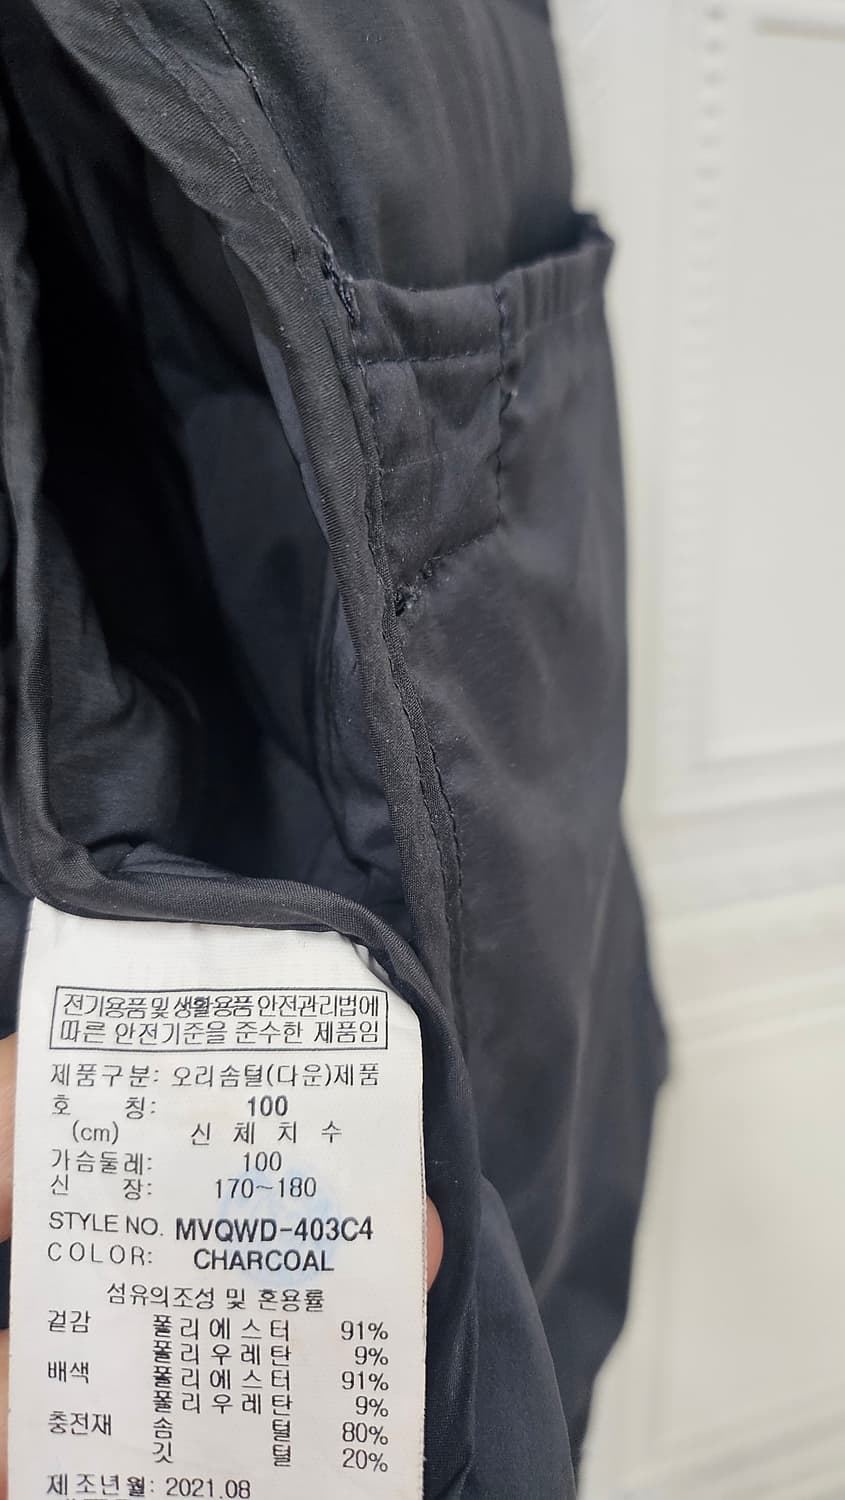 전기용품및생활용품안전관리법에
따른 안전기준을 준수한 제품임
제품구분: 오리솜털(다운)제품
호 칭: 100
(cm) 신 체 치 수
가슴둘레: 100
신 장: 170~180
STYLE NO. MVQWD-403C4
COLOR: CHARCOAL
섬유의조성 및 혼용률
겉감 폴리에스터 91%
폴리우레탄 9%
배색 폴리에스터 91%
폴리우레탄 9%
충전재 솜 털 80%
깃 털 20%
제조년월: 2021.08